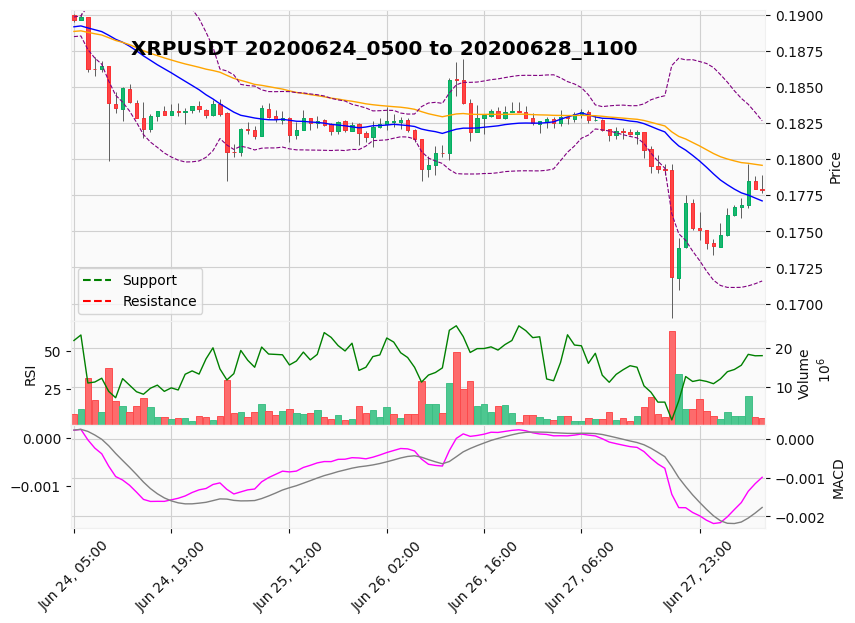 XRPUSDT 20200624_0500 to 20200628_1100
0.1900
0.1875
0.1850
0.1825
0.1800
0.1775
0.1750
0.1725
0.1700
Price
Support
Resistance
50
25
RSI
20
10
Volume
10^6
0.000
−0.001
0.000
−0.001
−0.002
MACD
Jun 24, 05:00
Jun 24, 19:00
Jun 25, 12:00
Jun 26, 02:00
Jun 26, 16:00
Jun 27, 06:00
Jun 27, 23:00